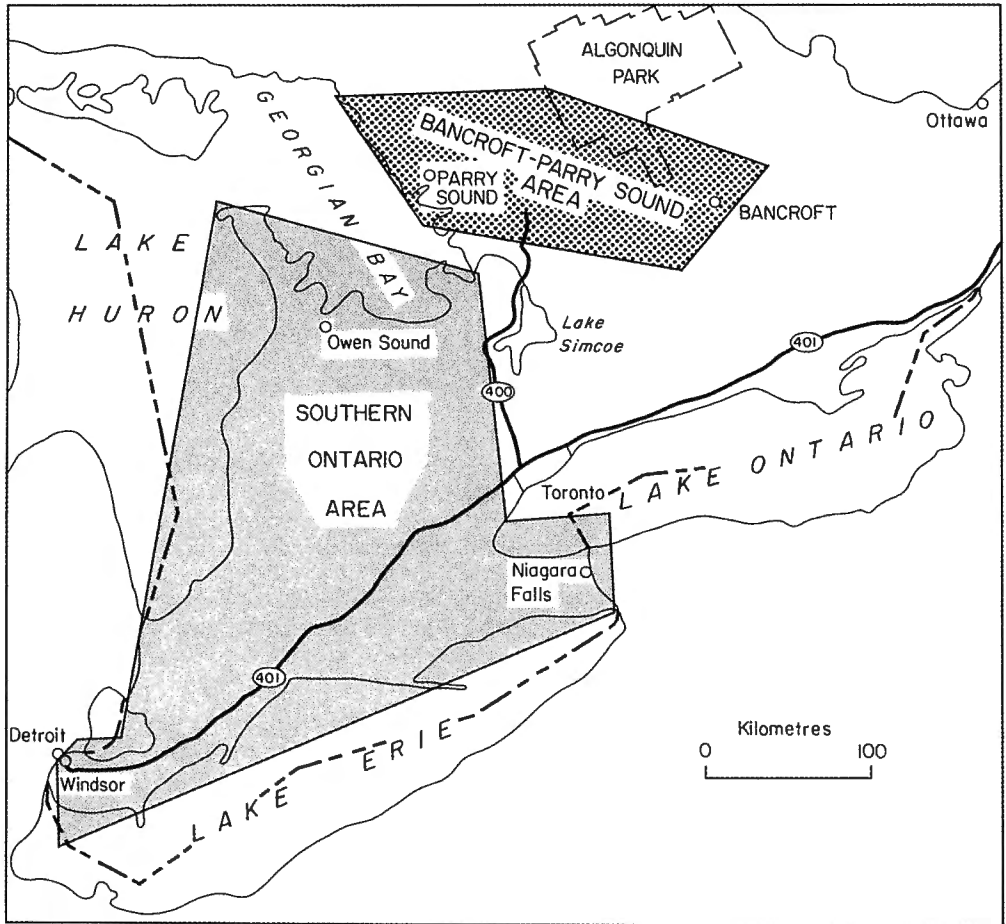 ALGONQUIN
PARK
Ottawa
GEORGIAN BAY
BANCROFT-PARRY SOUND
AREA
PARRY
SOUND
BANCROFT
LAKE
HURON
Owen Sound
Lake
Simcoe
401
400
SOUTHERN
ONTARIO
AREA
LAKE ONTARIO
Toronto
Niagara
Falls
401
Kilometres
0 100
Detroit
Windsor
LAKE ERIE